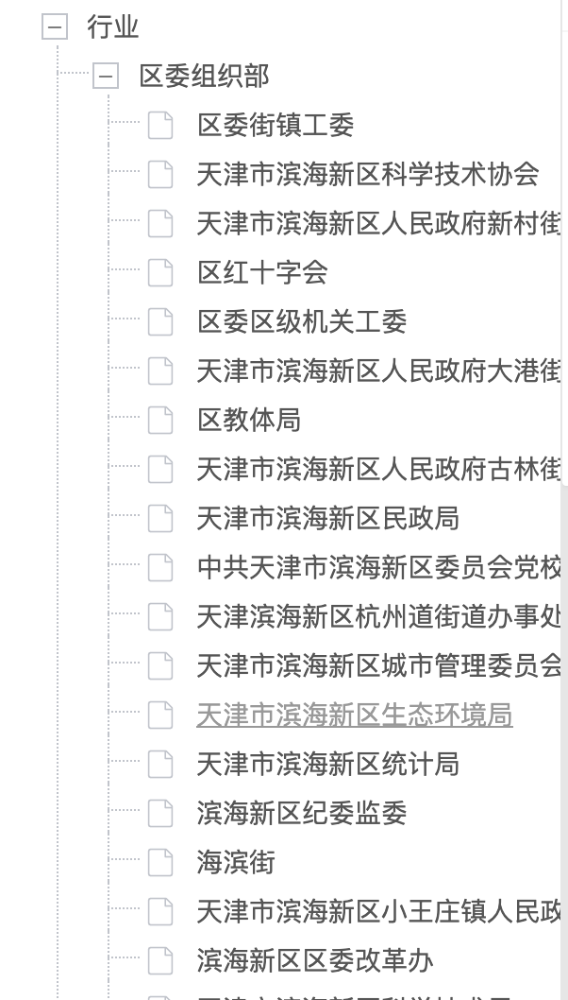 行业
区委组织部
区委街镇工委
天津市滨海新区科学技术协会
天津市滨海新区人民政府新村街
区红十字会
区委区级机关工委
天津市滨海新区人民政府大港街
区教体局
天津市滨海新区人民政府古林街
天津市滨海新区民政局
中共天津市滨海新区委员会党校
天津滨海新区杭州道街道办事处
天津市滨海新区城市管理委员会
天津市滨海新区生态环境局
天津市滨海新区统计局
滨海新区纪委监委
海滨街
天津市滨海新区小王庄镇人民政
滨海新区区委改革办